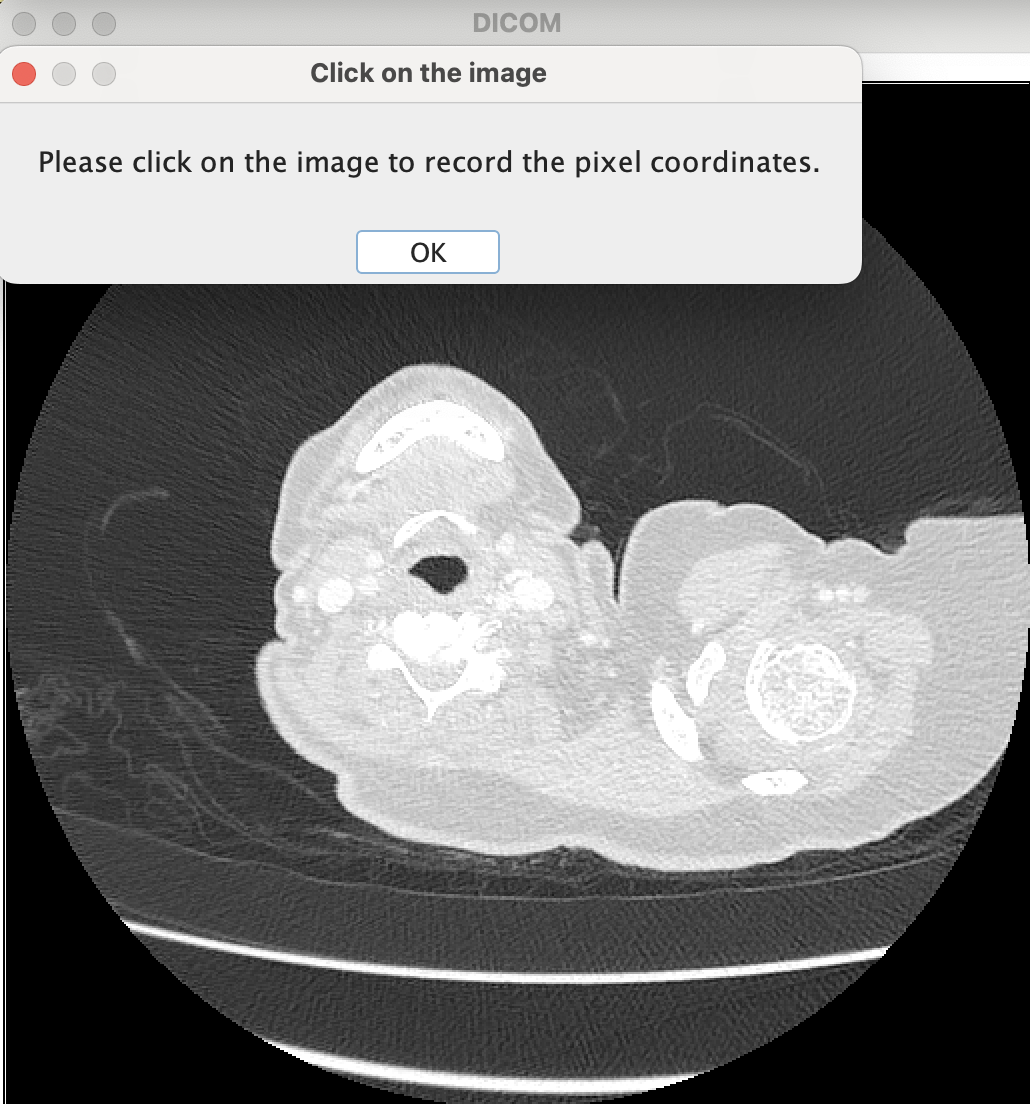 DICOM
Click on the image
Please click on the image to record the pixel coordinates.
OK